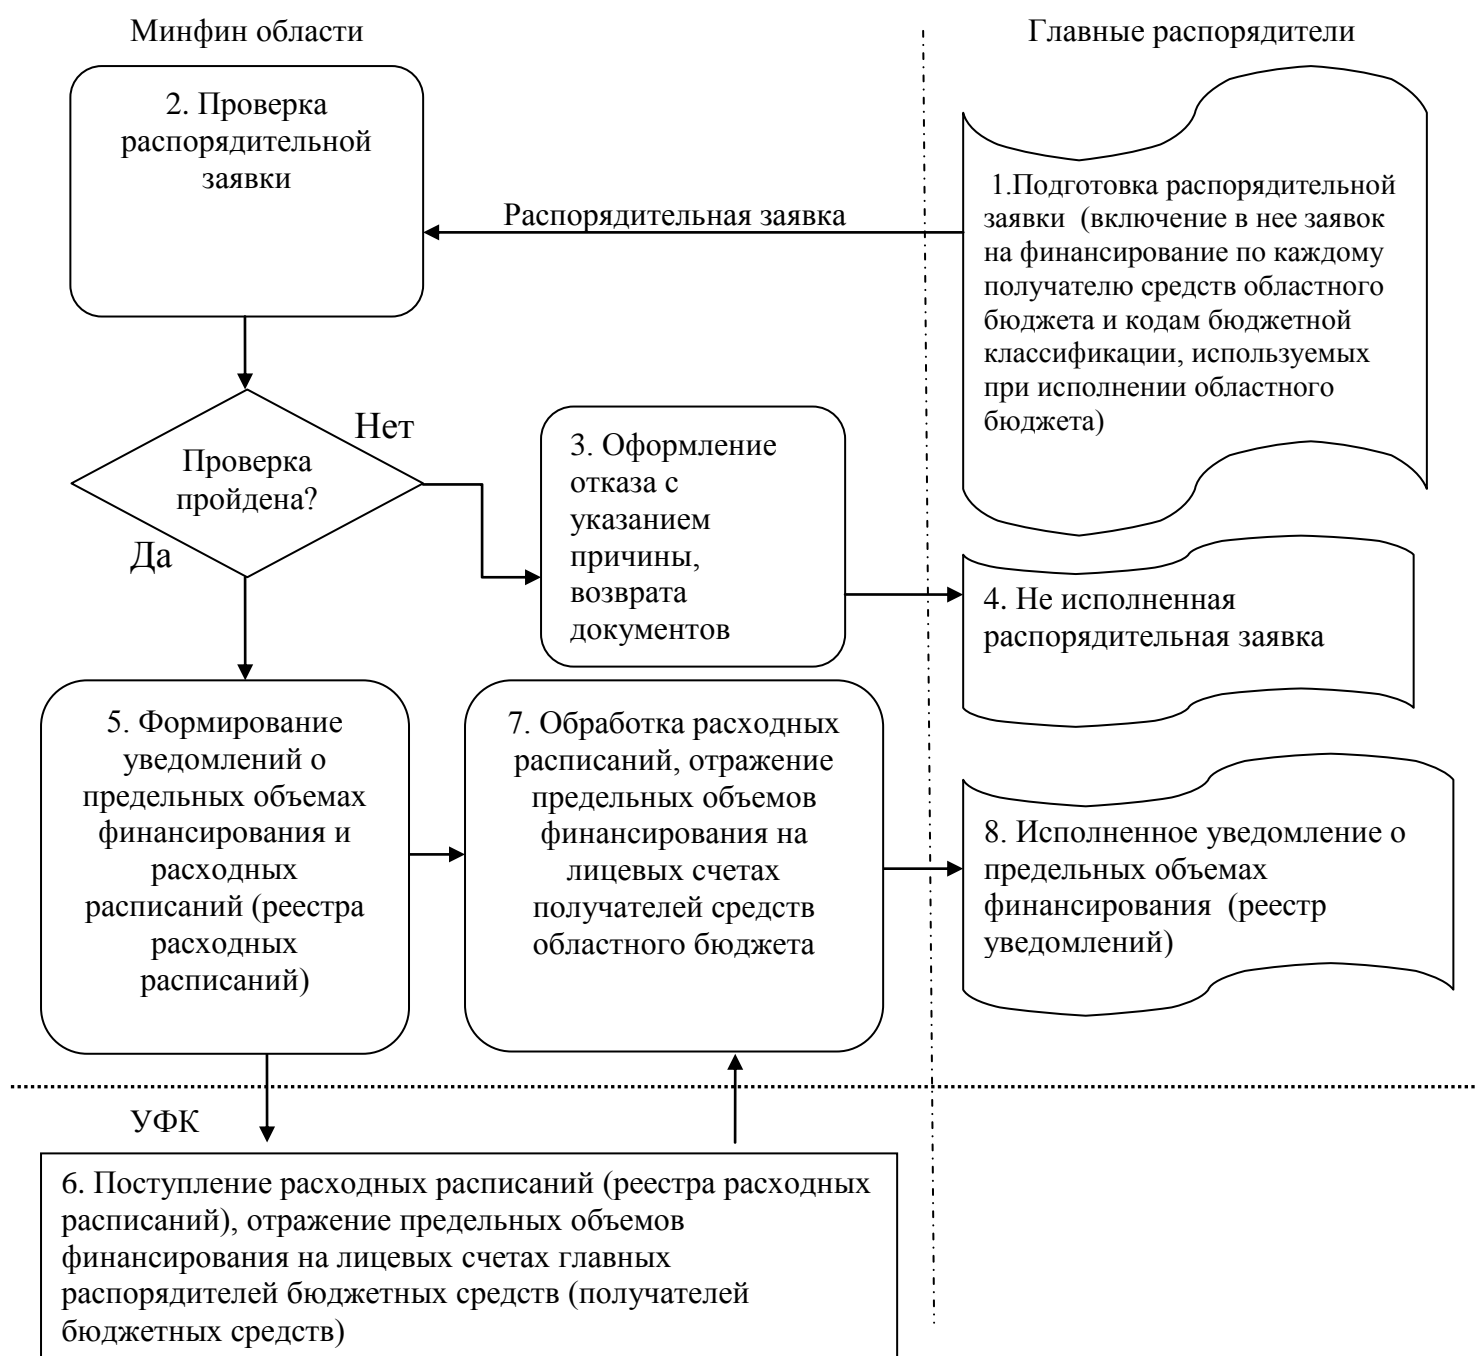 Минфин области
Главные распорядители
2. Проверка
распорядительной
заявки
Распорядительная заявка
1.Подготовка распорядительной
заявки (включение в нее заявок
на финансирование по каждому
получателю средств областного
бюджета и кодам бюджетной
классификации, используемых
при исполнении областного
бюджета)
Проверка
пройдена?
Нет
Да
3. Оформление
отказа с
указанием
причины,
возврата
документов
4. Не исполненная
распорядительная заявка
5. Формирование
уведомлений о
предельных объемах
финансирования и
расходных
расписаний (реестра
расходных
расписаний)
7. Обработка расходных
расписаний, отражение
предельных объемов
финансирования на
лицевых счетах
получателей средств
областного бюджета
8. Исполненное уведомление о
предельных объемах
финансирования (реестр
уведомлений)
УФК
6. Поступление расходных расписаний (реестра расходных
расписаний), отражение предельных объемов
финансирования на лицевых счетах главных
распорядителей бюджетных средств (получателей
бюджетных средств)